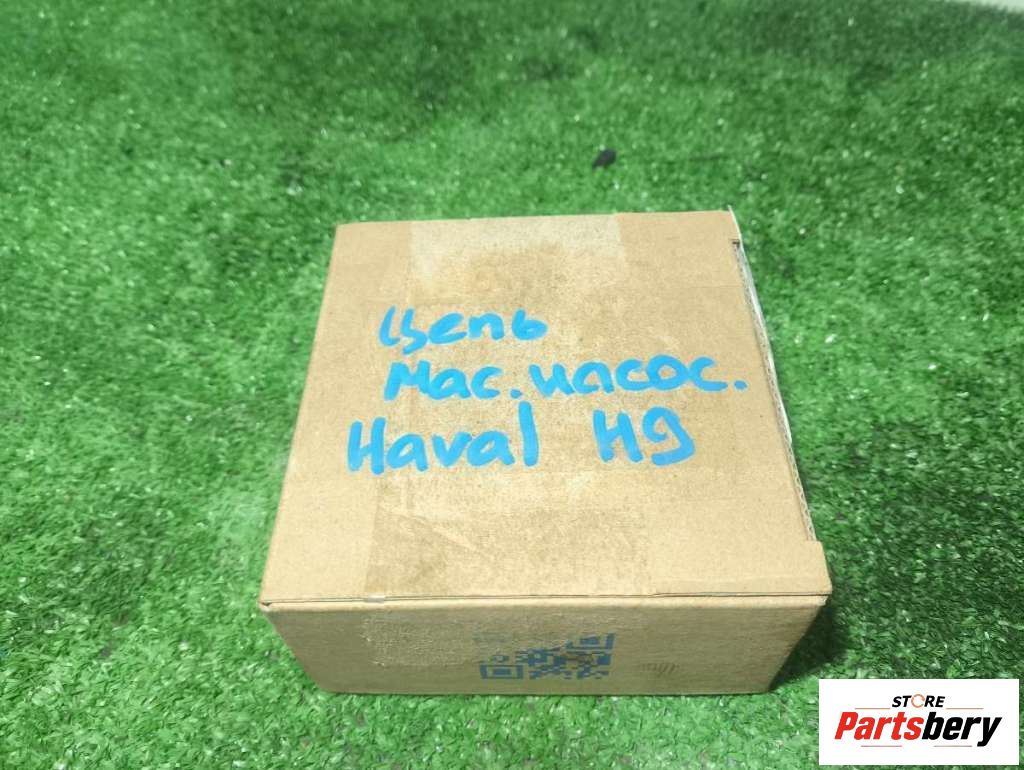 Цепь
Мас. насос.
Haval H9
STORE
Partsbery